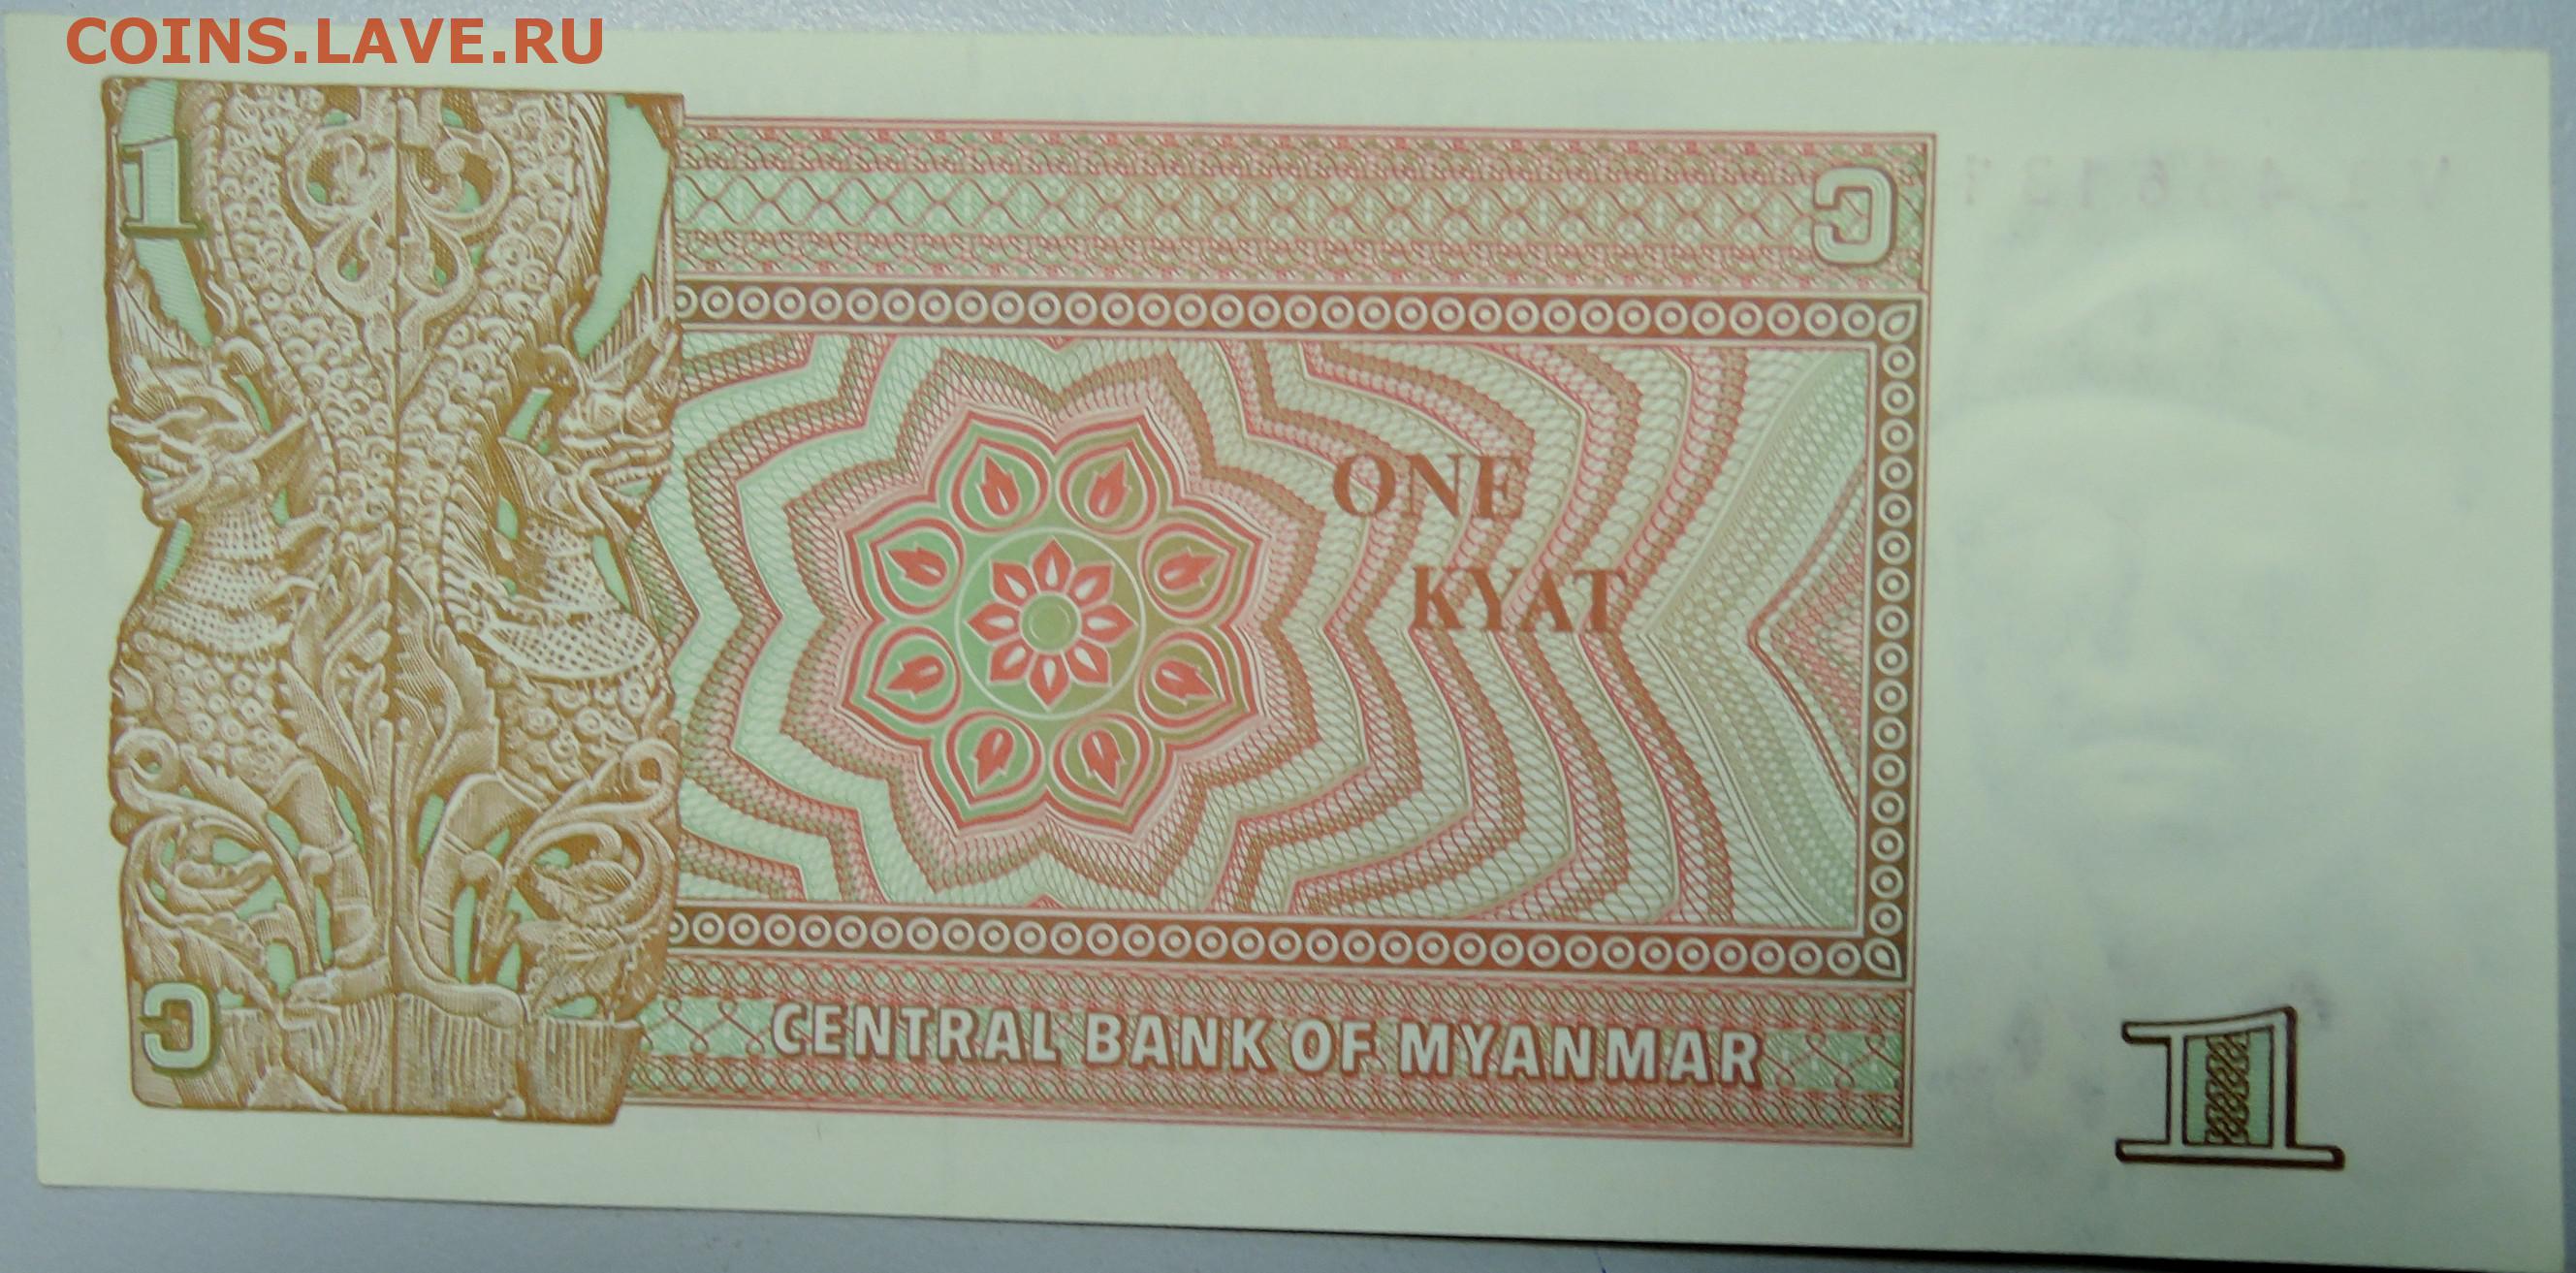 COINS.LAVE.RU
1
၁
ONE
KYAT
၁
CENTRAL BANK OF MYANMAR
1